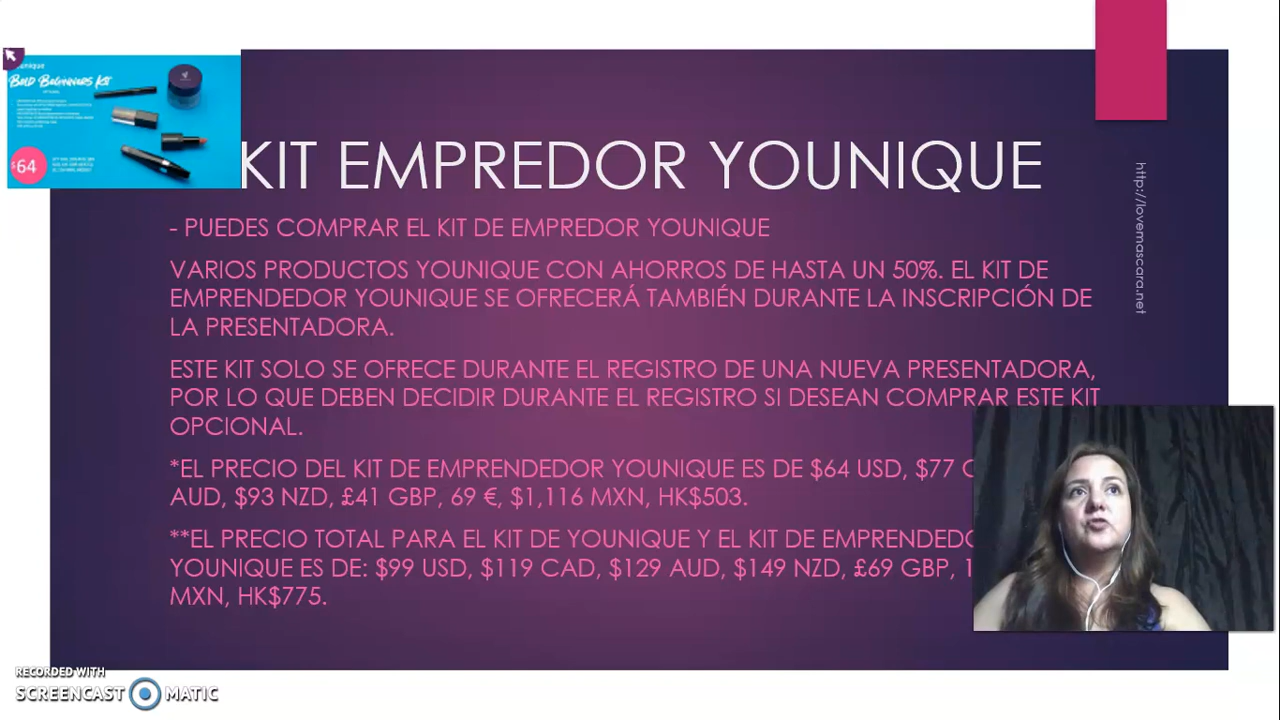 BOLD BEGINNERS KIT
$64
KIT EMPREDOR YOUNIQUE
- PUEDES COMPRAR EL KIT DE EMPREDOR YOUNIQUE
VARIOS PRODUCTOS YOUNIQUE CON AHORROS DE HASTA UN 50%. EL KIT DE
EMPRENDEDOR YOUNIQUE SE OFRECERÁ TAMBIÉN DURANTE LA INSCRIPCIÓN DE
LA PRESENTADORA.
ESTE KIT SOLO SE OFRECE DURANTE EL REGISTRO DE UNA NUEVA PRESENTADORA,
POR LO QUE DEBEN DECIDIR DURANTE EL REGISTRO SI DESEAN COMPRAR ESTE KIT
OPCIONAL.
*EL PRECIO DEL KIT DE EMPRENDEDOR YOUNIQUE ES DE $64 USD, $77
AUD, $93 NZD, £41 GBP, 69 €, $1,116 MXN, HK$503.
**EL PRECIO TOTAL PARA EL KIT DE YOUNIQUE Y EL KIT DE EMPRENDEDO
YOUNIQUE ES DE: $99 USD, $119 CAD, $129 AUD, $149 NZD, £69 GBP,
MXN, HK$775.
http://lovemascara.net
RECORDED WITH
SCREENCAST MATIC